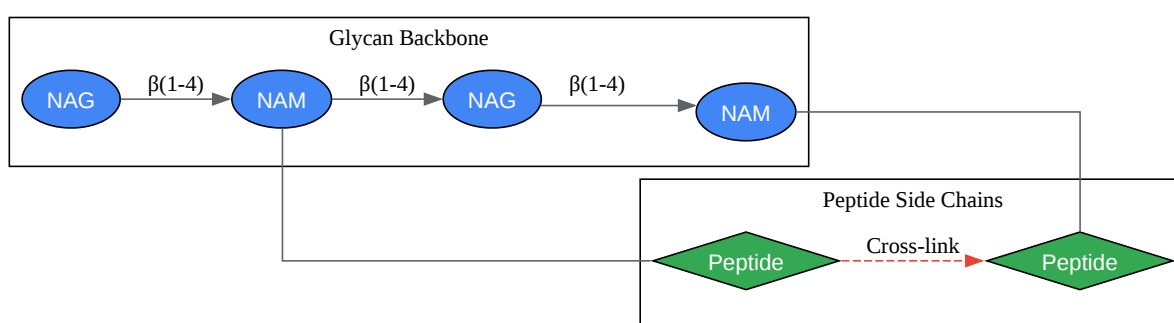 Glycan Backbone
β(1-4) β(1-4) β(1-4)
NAG NAM NAG NAM
Peptide Side Chains
Cross-link
Peptide Peptide